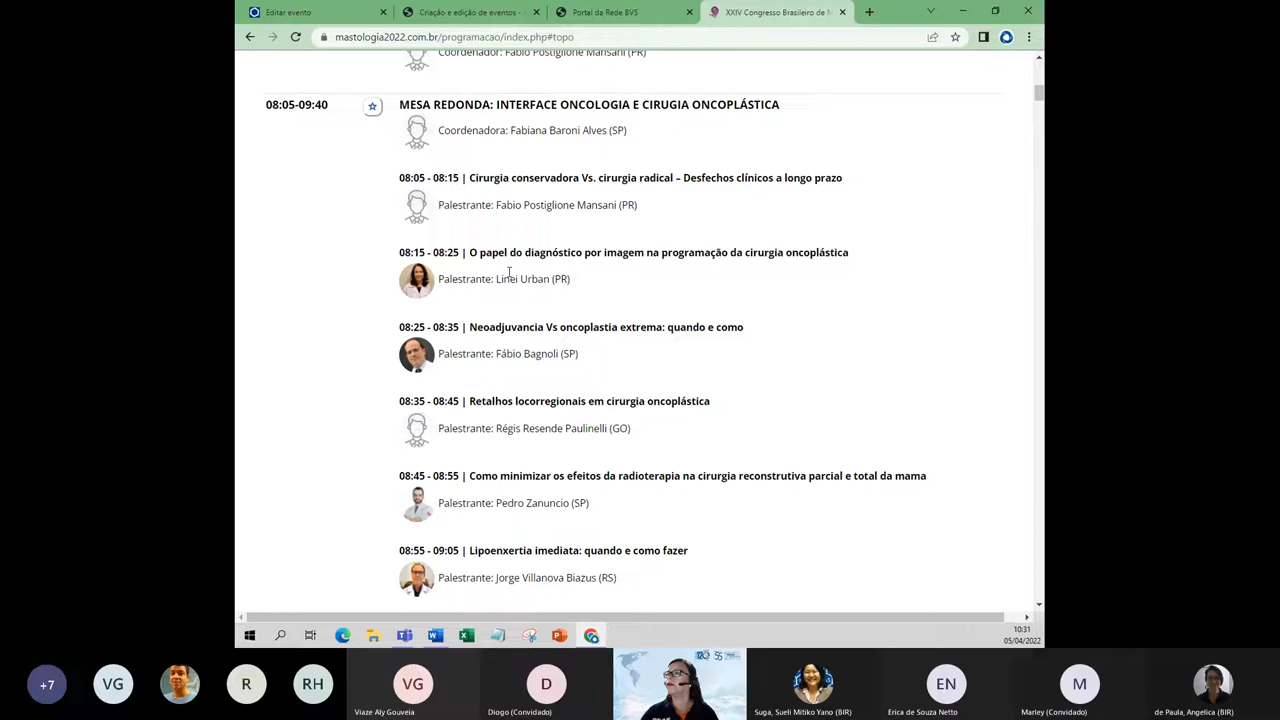 Editar evento
Criação e edição de eventos -
Portal da Rede BVS
XXIV Congresso Brasileiro de M
mastologia2022.com.br/programacao/index.php#topo
Coordenador: Fabio Postiglione Mansani (PR)
08:05-09:40
MESA REDONDA: INTERFACE ONCOLOGIA E CIRUGIA ONCOPLÁSTICA
Coordenadora: Fabiana Baroni Alves (SP)
08:05 - 08:15 | Cirurgia conservadora Vs. cirurgia radical – Desfechos clínicos a longo prazo
Palestrante: Fabio Postiglione Mansani (PR)
08:15 - 08:25 | O papel do diagnóstico por imagem na programação da cirurgia oncoplástica
Palestrante: Linei Urban (PR)
08:25 - 08:35 | Neoadjuvancia Vs oncoplastia extrema: quando e como
Palestrante: Fábio Bagnoli (SP)
08:35 - 08:45 | Retalhos locorregionais em cirurgia oncoplástica
Palestrante: Régis Resende Paulinelli (GO)
08:45 - 08:55 | Como minimizar os efeitos da radioterapia na cirurgia reconstrutiva parcial e total da mama
Palestrante: Pedro Zanuncio (SP)
08:55 - 09:05 | Lipoenxertia imediata: quando e como fazer
Palestrante: Jorge Villanova Biazus (RS)
10:31
05/04/2022
+7
VG
R
RH
VG
D
EN
M
Viaze Aly Gouveia
Diogo (Convidado)
Suga, Sueli Mitiko Yano (BIR)
Erica de Souza Netto
Marley (Convidado)
de Paula, Angelica (BIR)